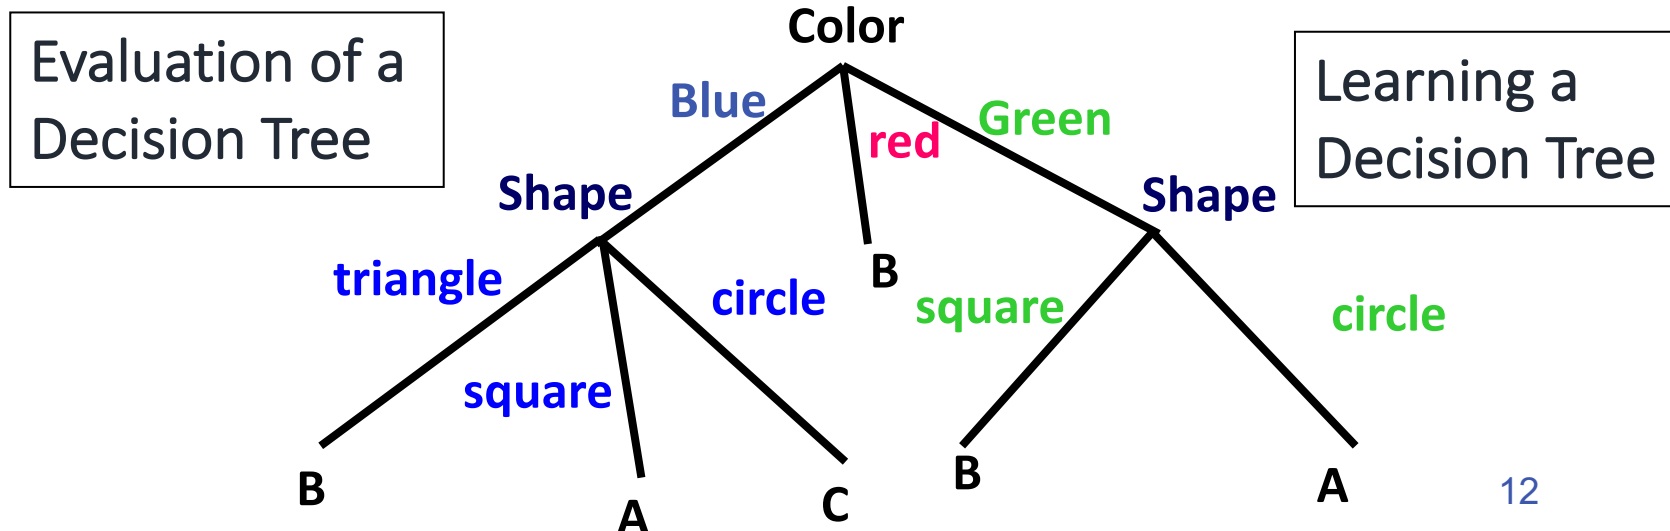 Evaluation of a
Decision Tree
Color
Learning a
Decision Tree
Blue
red
Green
Shape
Shape
triangle
circle
B
square
circle
square
B
A
C
B
A
12